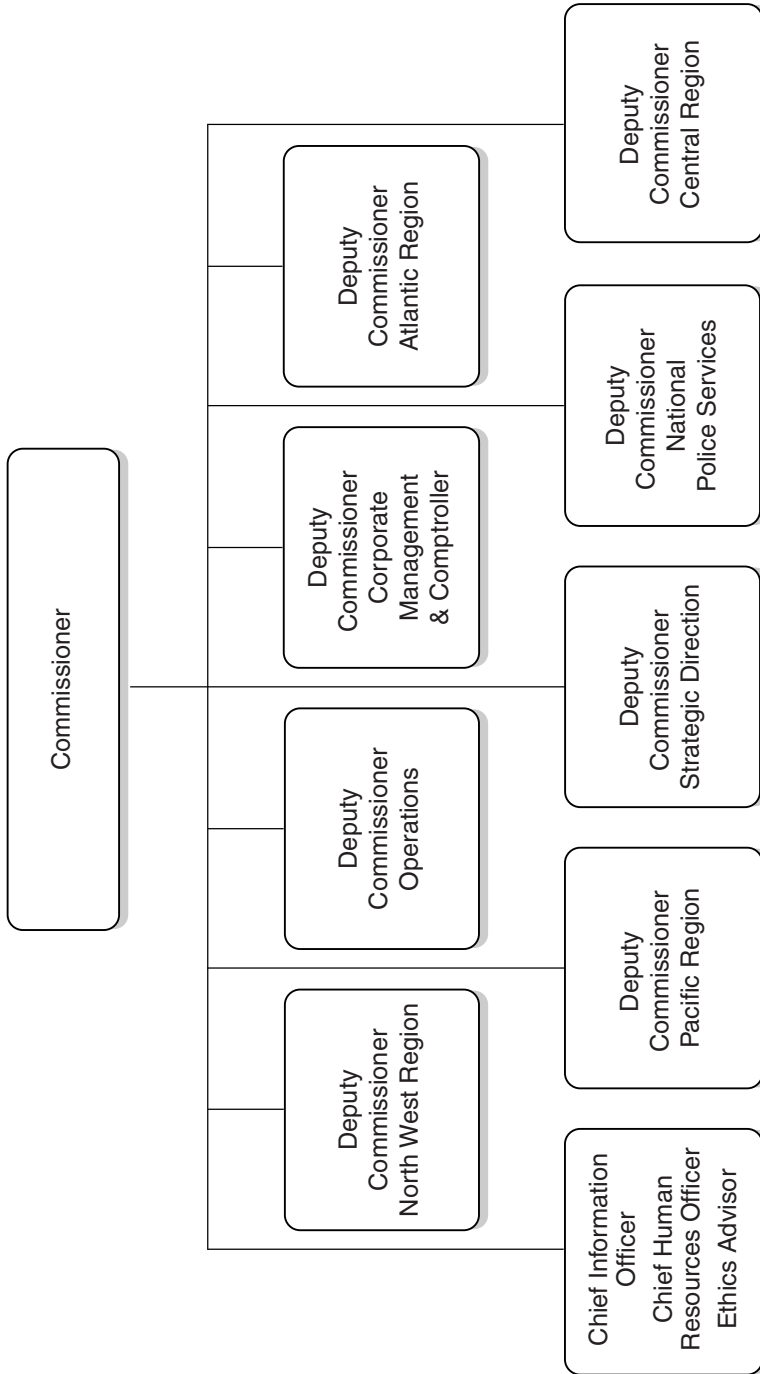 Commissioner
Deputy
Commissioner
North West Region
Deputy
Commissioner
Operations
Deputy
Commissioner
Corporate
Management
& Comptroller
Deputy
Commissioner
Atlantic Region
Chief Information
Officer
Chief Human
Resources Officer
Ethics Advisor
Deputy
Commissioner
Pacific Region
Deputy
Commissioner
Strategic Direction
Deputy
Commissioner
National
Police Services
Deputy
Commissioner
Central Region